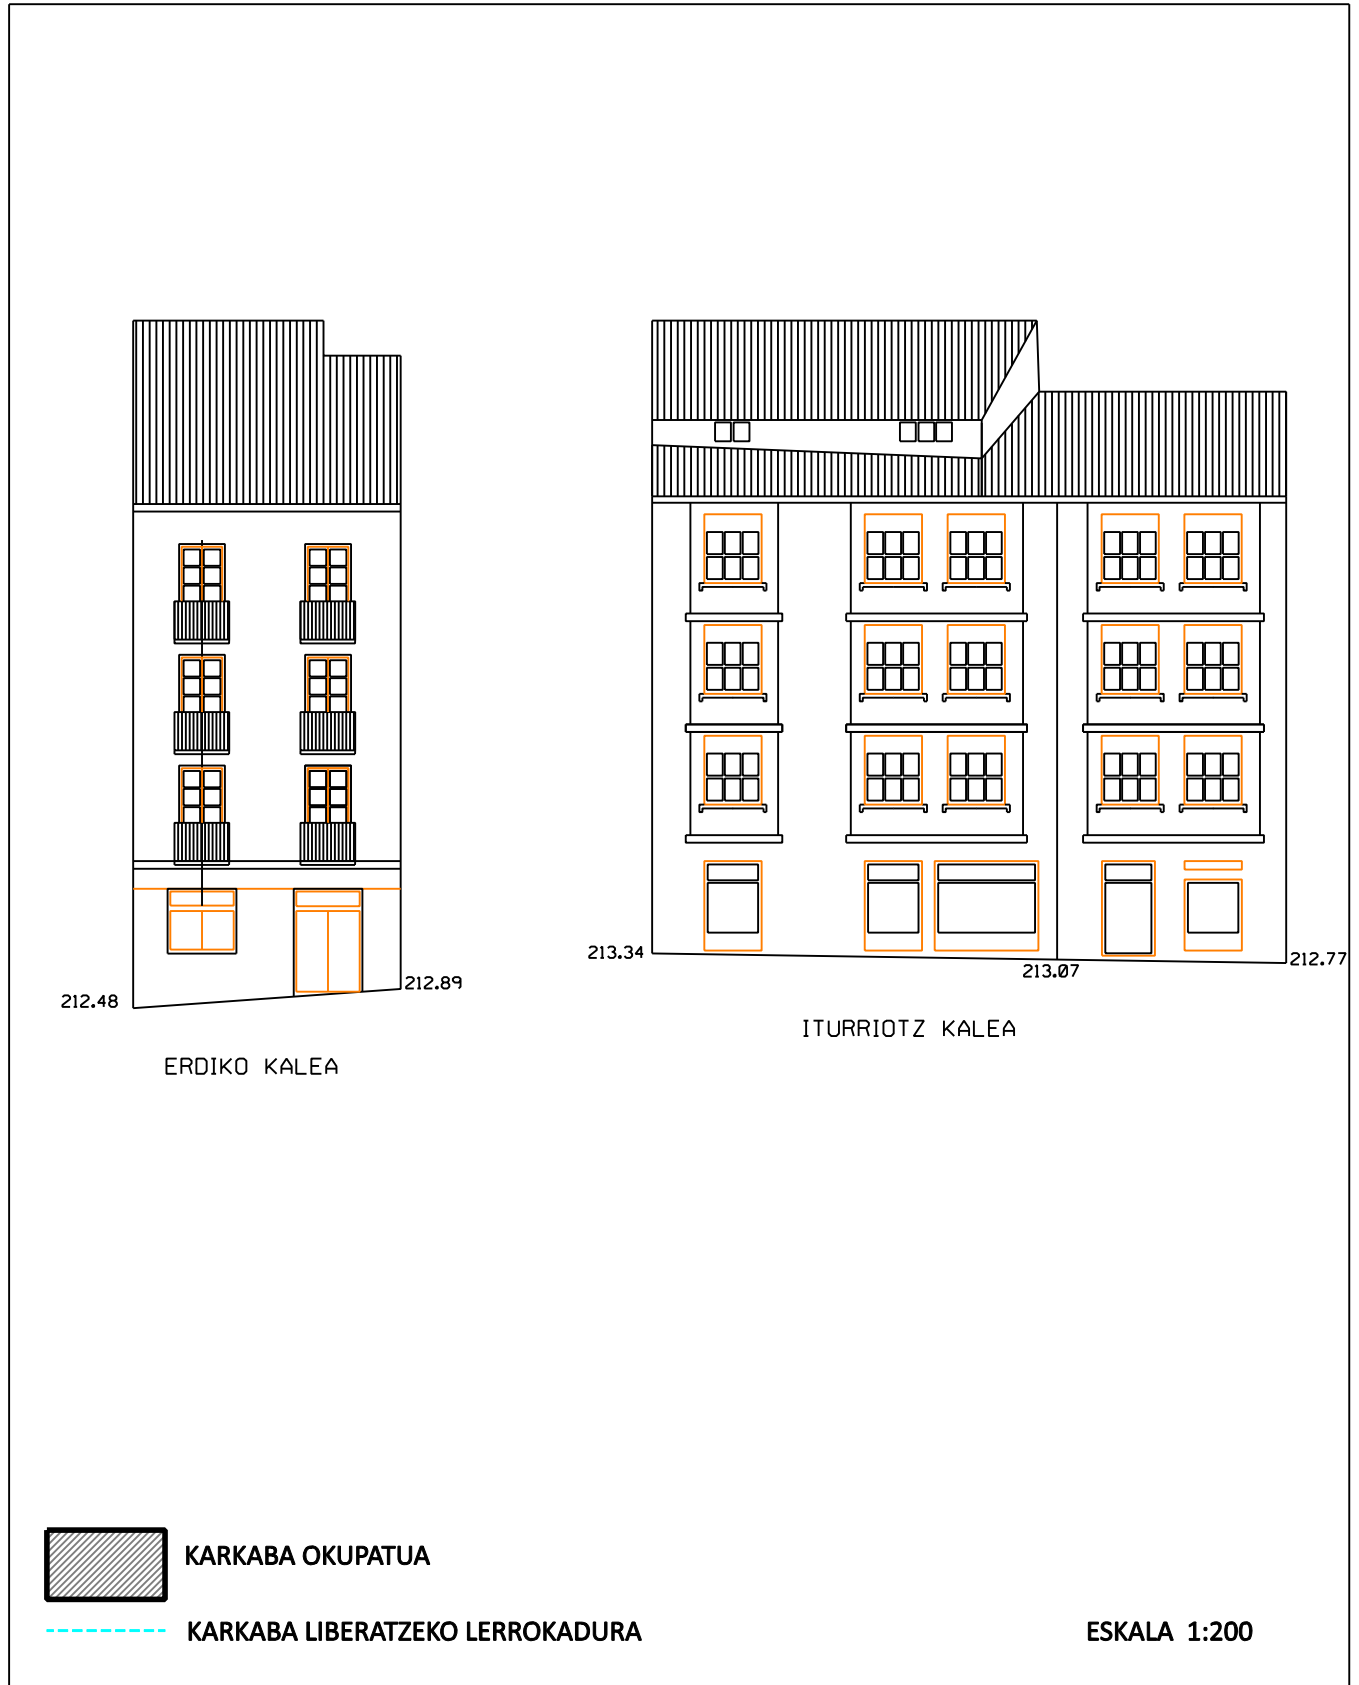 213.34
213.07
212.77
212.48
212.89
ITURRIOTZ KALEA
ERDIKO KALEA
KARKABA OKUPATUA
KARKABA LIBERATZEKO LERROKADURA
ESKALA 1:200